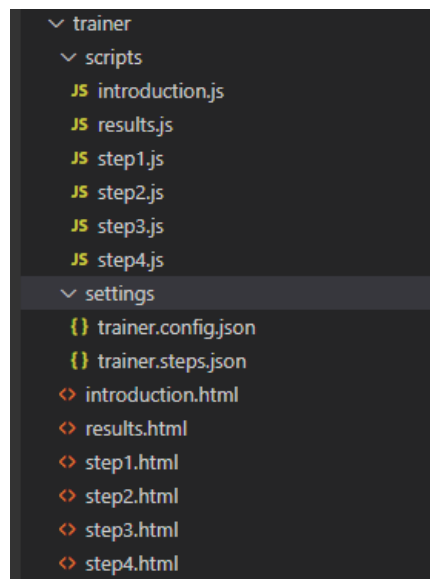 trainer
scripts
JS introduction.js
JS results.js
JS step1.js
JS step2.js
JS step3.js
JS step4.js
settings
{} trainer.config.json
{} trainer.steps.json
<> introduction.html
<> results.html
<> step1.html
<> step2.html
<> step3.html
<> step4.html